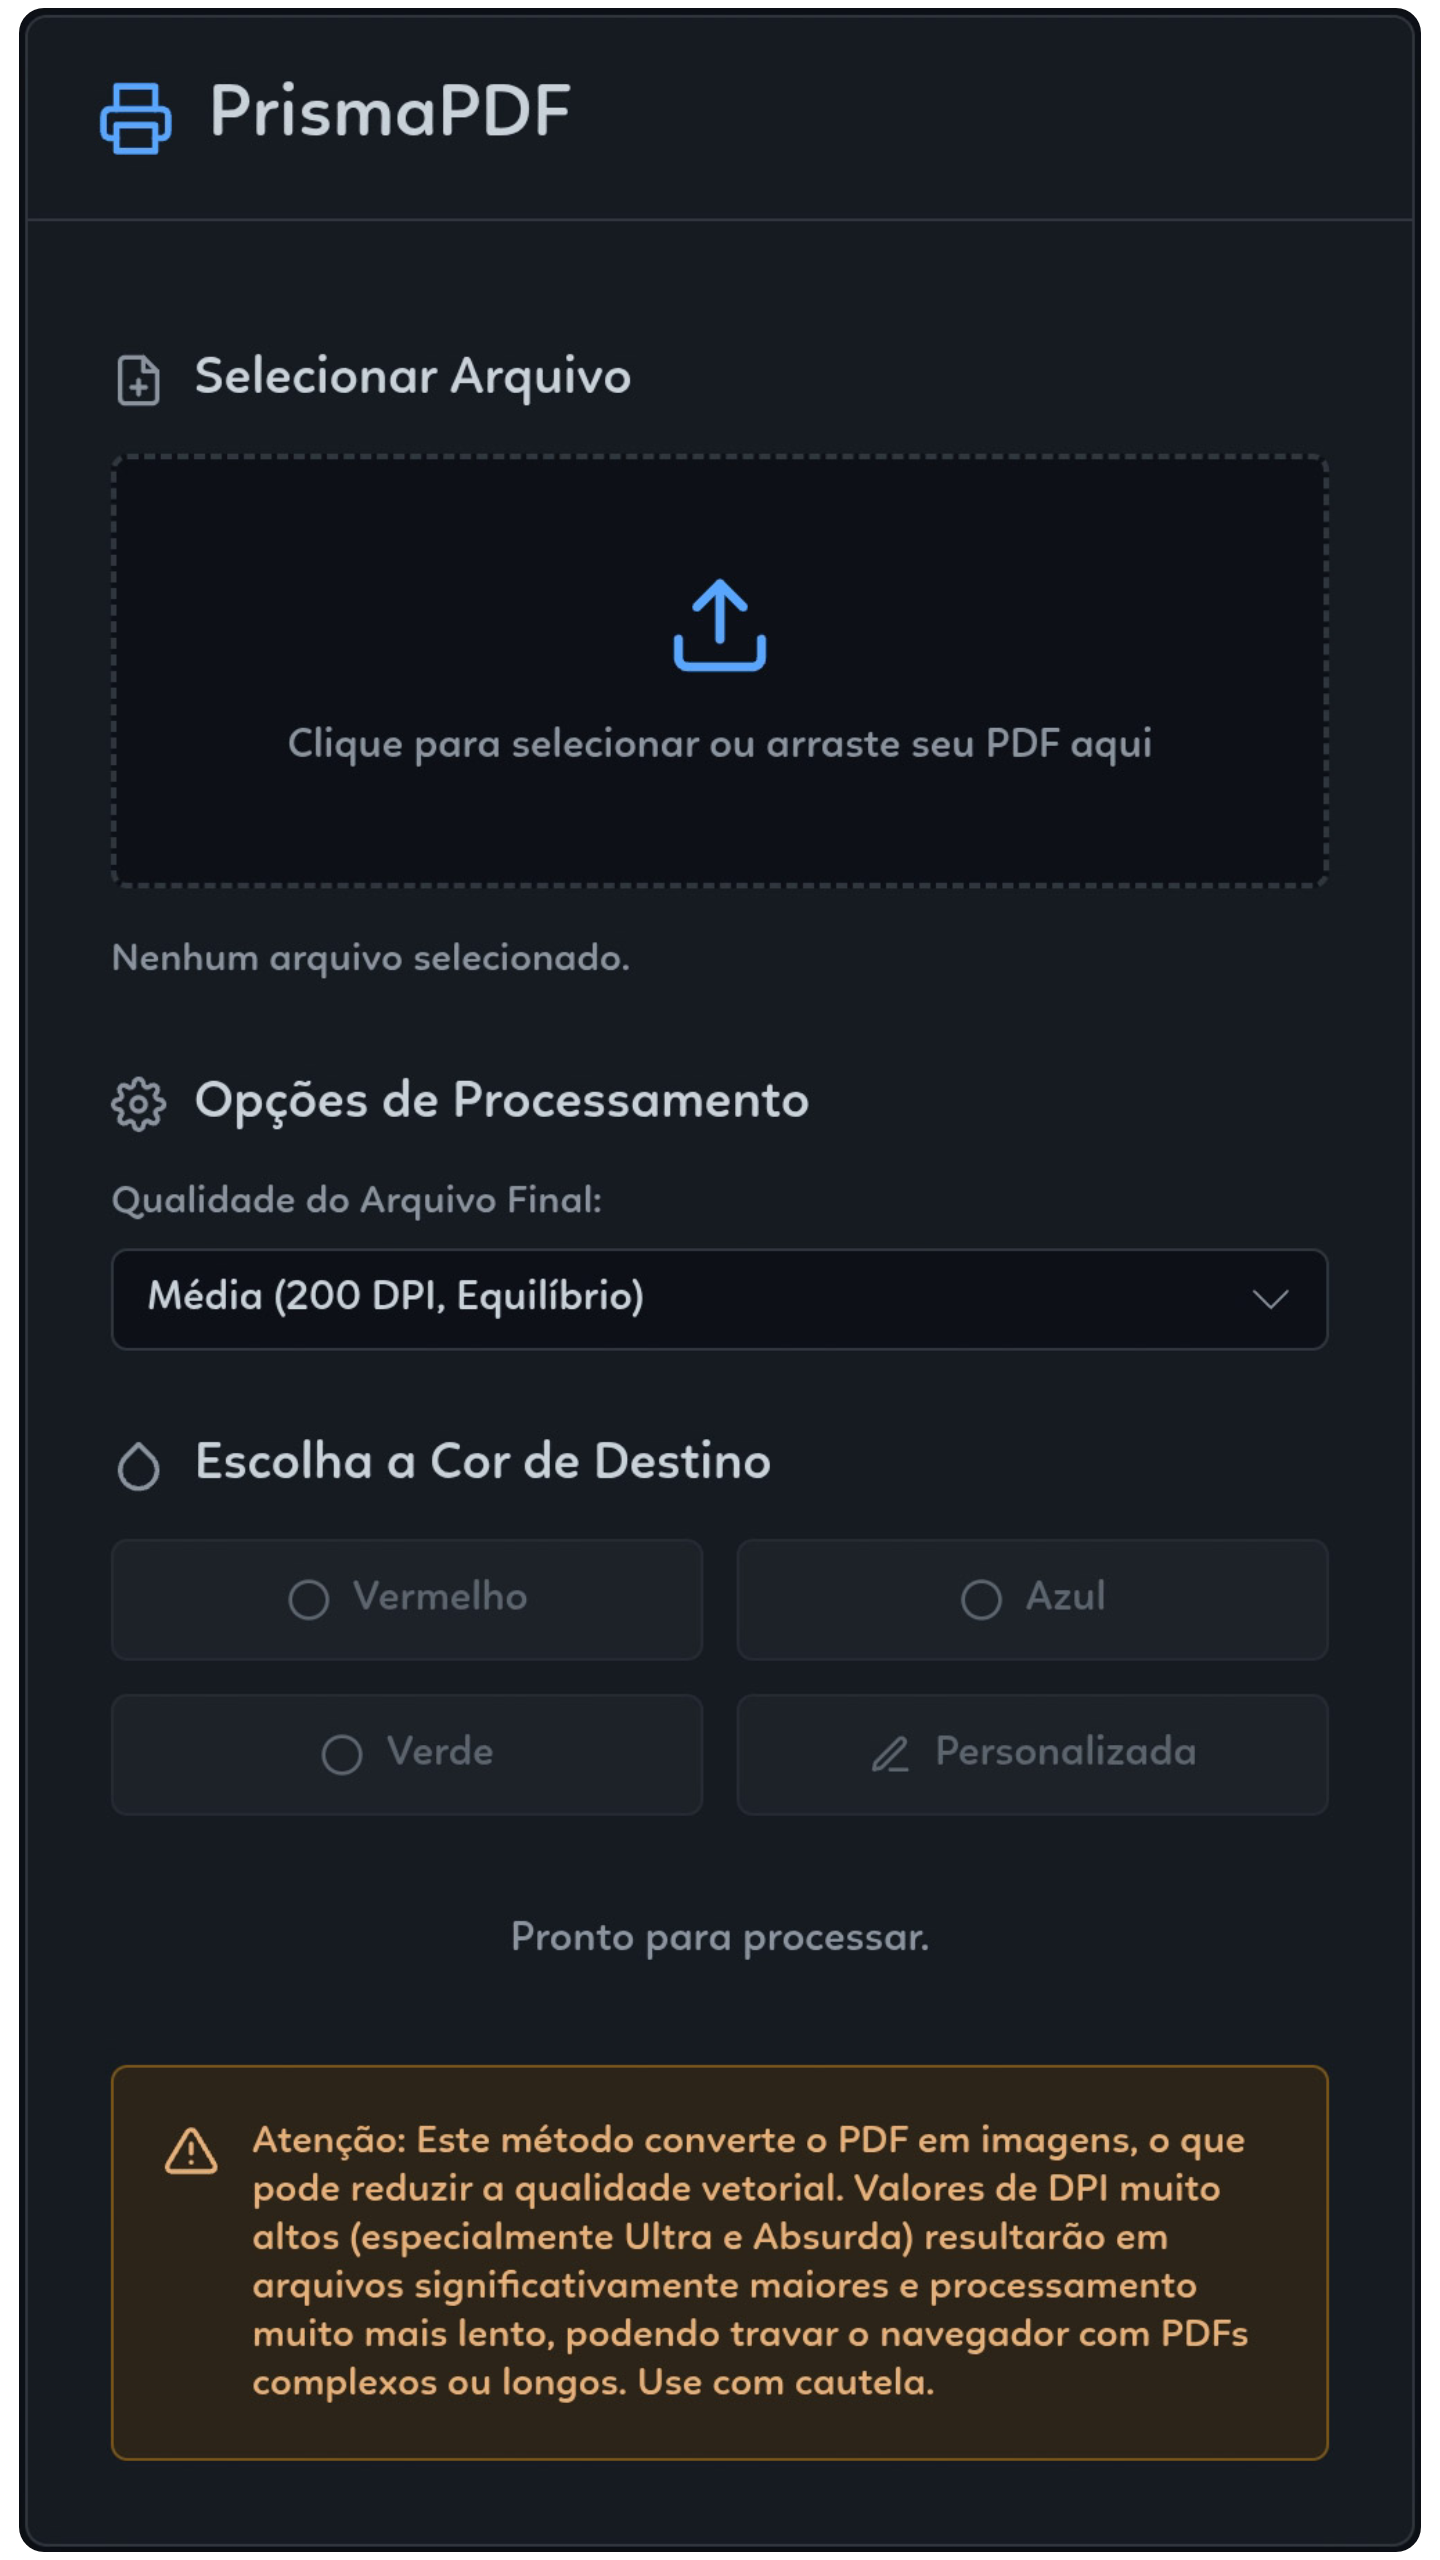 PrismaPDF
Selecionar Arquivo
Clique para selecionar ou arraste seu PDF aqui
Nenhum arquivo selecionado.
Opções de Processamento
Qualidade do Arquivo Final:
Média (200 DPI, Equilíbrio)
Escolha a Cor de Destino
Vermelho
Azul
Verde
Personalizada
Pronto para processar.
Atenção: Este método converte o PDF em imagens, o que
pode reduzir a qualidade vetorial. Valores de DPI muito
altos (especialmente Ultra e Absurda) resultarão em
arquivos significativamente maiores e processamento
muito mais lento, podendo travar o navegador com PDFs
complexos ou longos. Use com cautela.